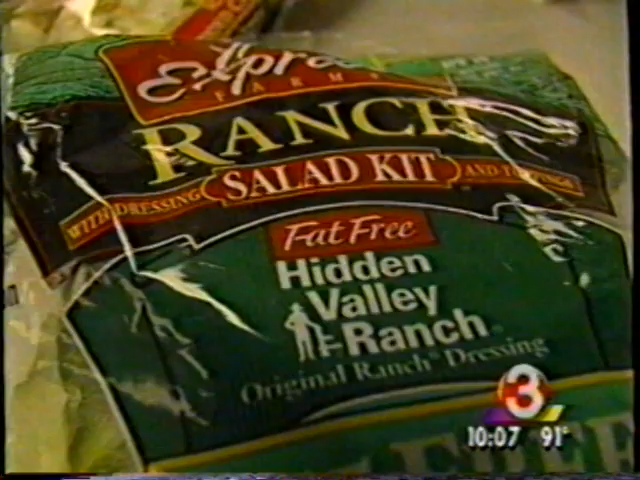 FARMS
RANCH
SALAD KIT
WITH DRESSING
AND TOPPINGS
Fat Free
Hidden
Valley
Ranch
Original Ranch® Dressing
3
10:07 91°